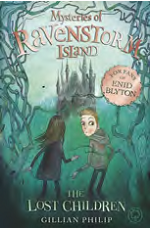 Mysteries of
RAVENSTORM
ISLAND
FOR FANS
OF
ENID
BLYTON
THE
LOST CHILDREN
GILLIAN PHILIP